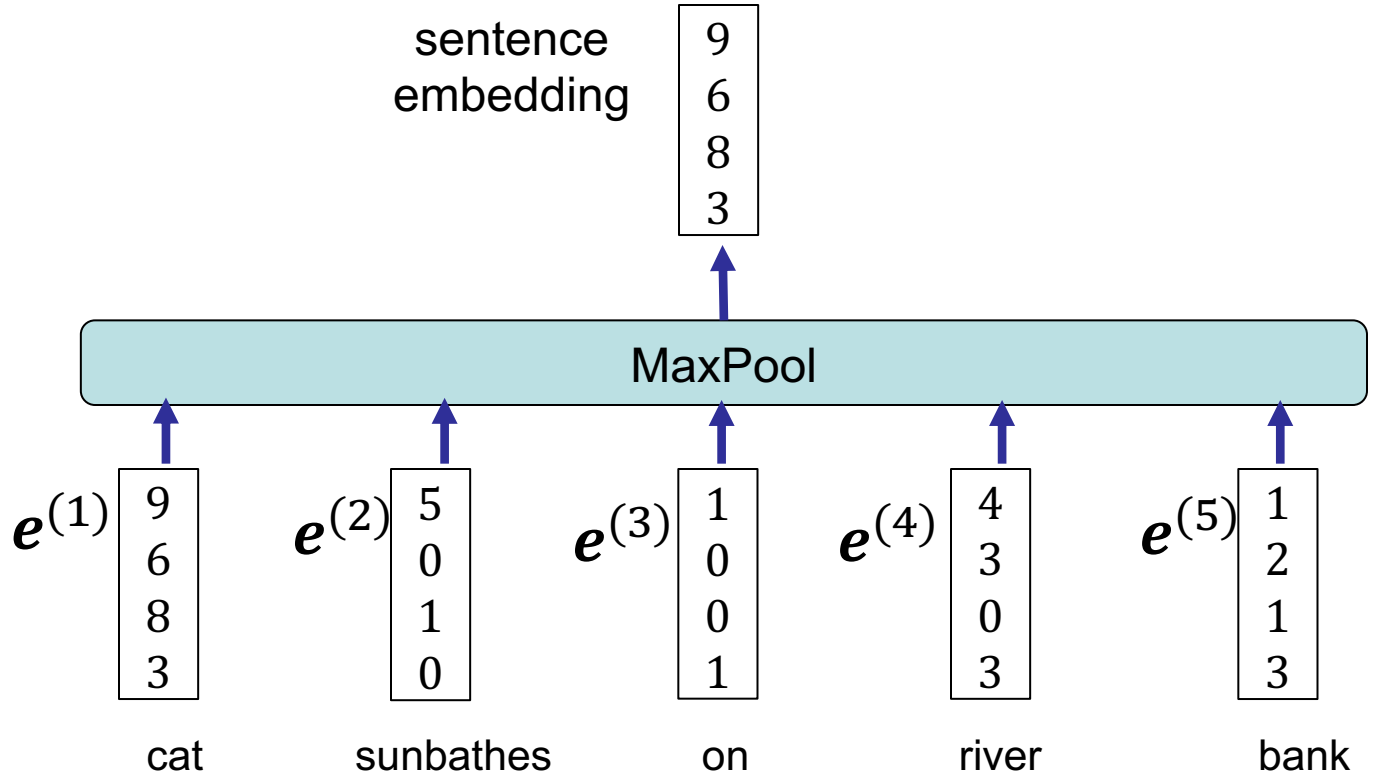 sentence
embedding
9
6
8
3
MaxPool
e^(1)
9
6
8
3
e^(2)
5
0
1
0
e^(3)
1
0
0
1
e^(4)
4
3
0
3
e^(5)
1
2
1
3
cat sunbathes on river bank